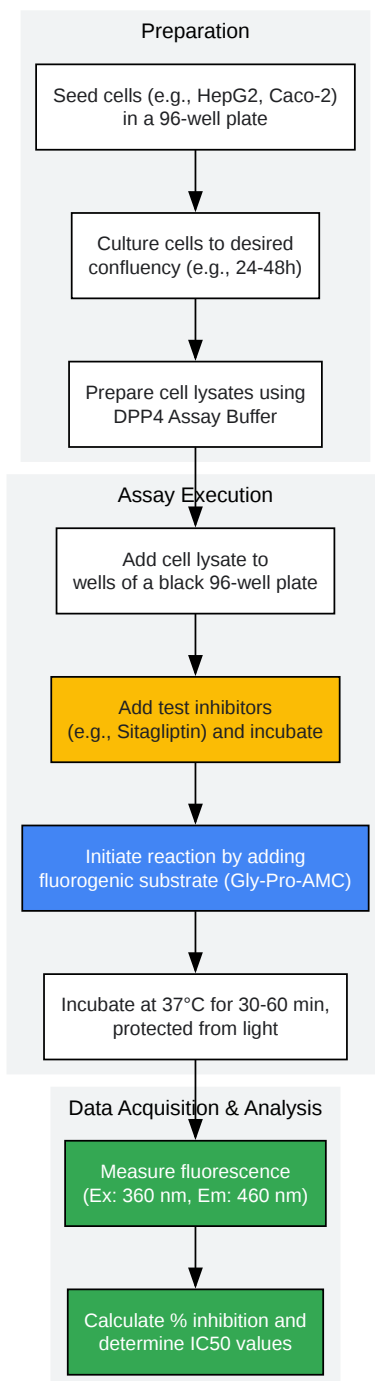 Preparation
Seed cells (e.g., HepG2, Caco-2)
in a 96-well plate
Culture cells to desired
confluency (e.g., 24-48h)
Prepare cell lysates using
DPP4 Assay Buffer
Assay Execution
Add cell lysate to
wells of a black 96-well plate
Add test inhibitors
(e.g., Sitagliptin) and incubate
Initiate reaction by adding
fluorogenic substrate (Gly-Pro-AMC)
Incubate at 37°C for 30-60 min,
protected from light
Data Acquisition & Analysis
Measure fluorescence
(Ex: 360 nm, Em: 460 nm)
Calculate % inhibition and
determine IC50 values